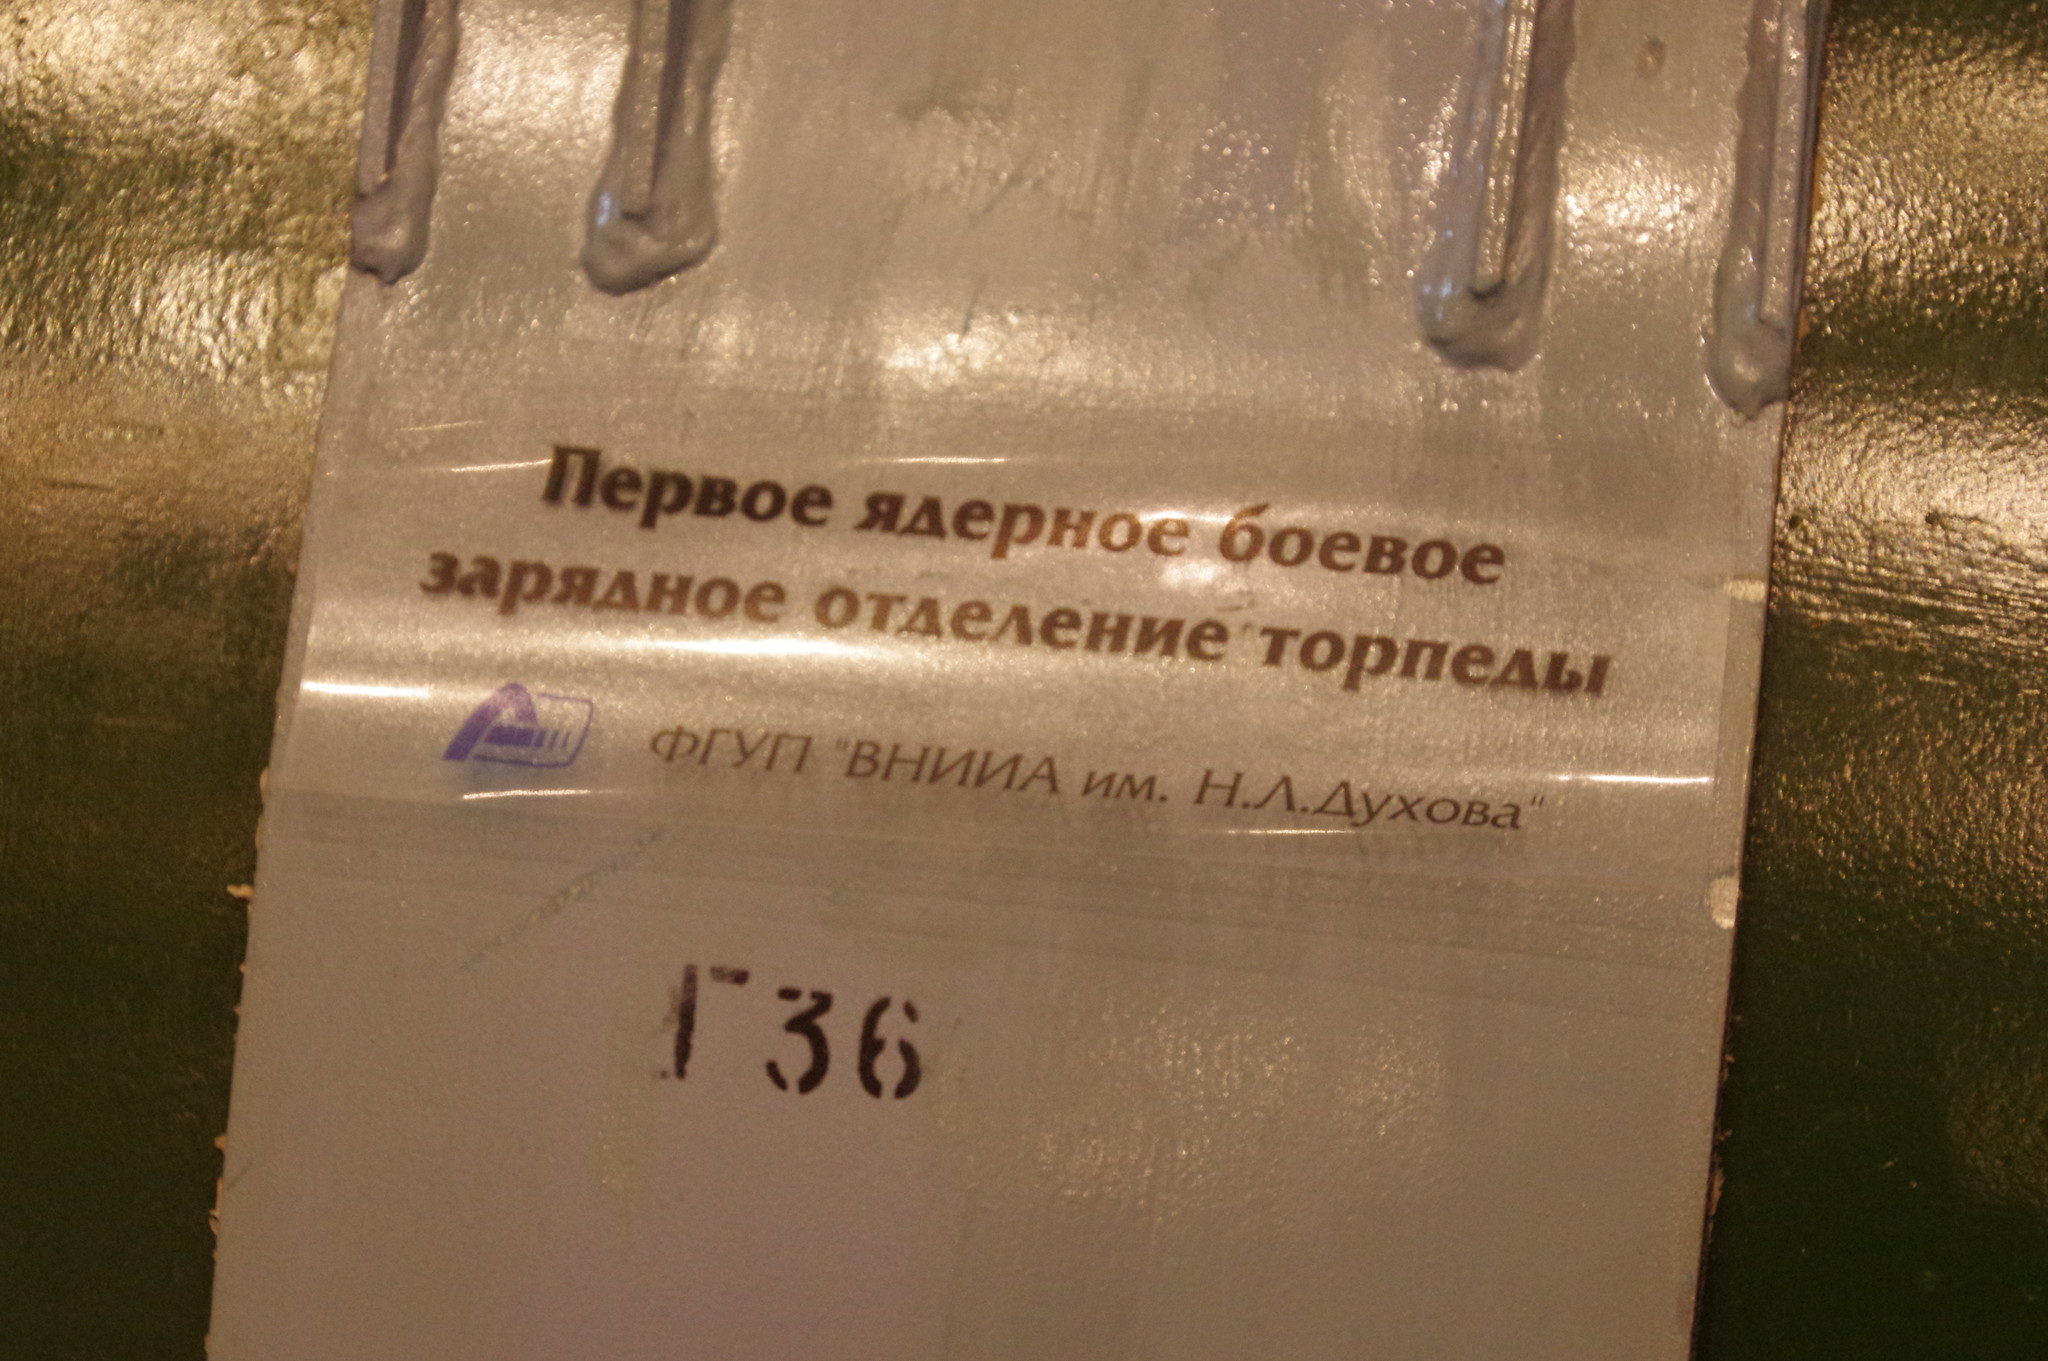 Первое ядерное боевое
зарядное отделение торпеды
ФГУП "ВНИИА им. Н.Л.Духова"
Г36